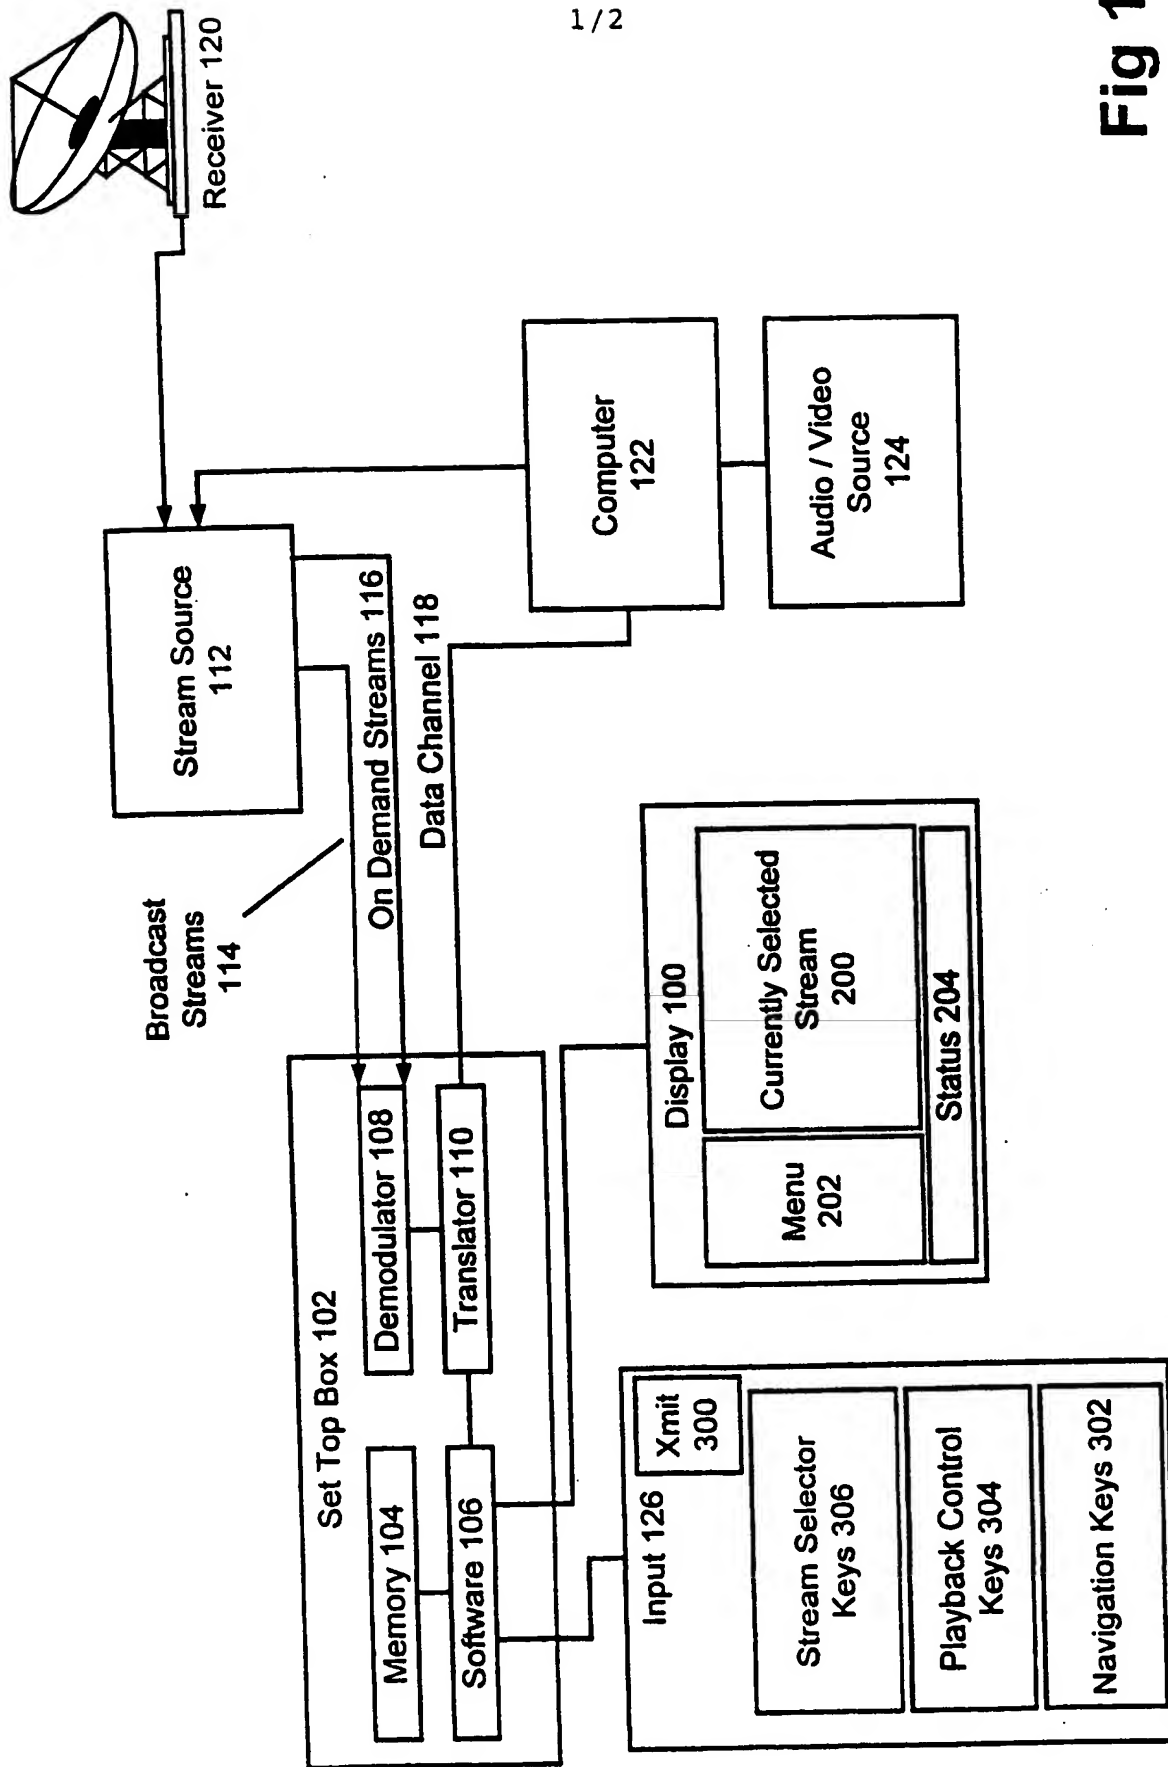 1/2
Receiver 120
Stream Source
112
Broadcast
Streams
114
On Demand Streams 116
Data Channel 118
Computer
122
Audio / Video
Source
124
Set Top Box 102
Memory 104
Demodulator 108
Software 106
Translator 110
Input 126
Xmit
300
Stream Selector
Keys 306
Playback Control
Keys 304
Navigation Keys 302
Display 100
Menu
202
Currently Selected
Stream
200
Status 204
Fig 1